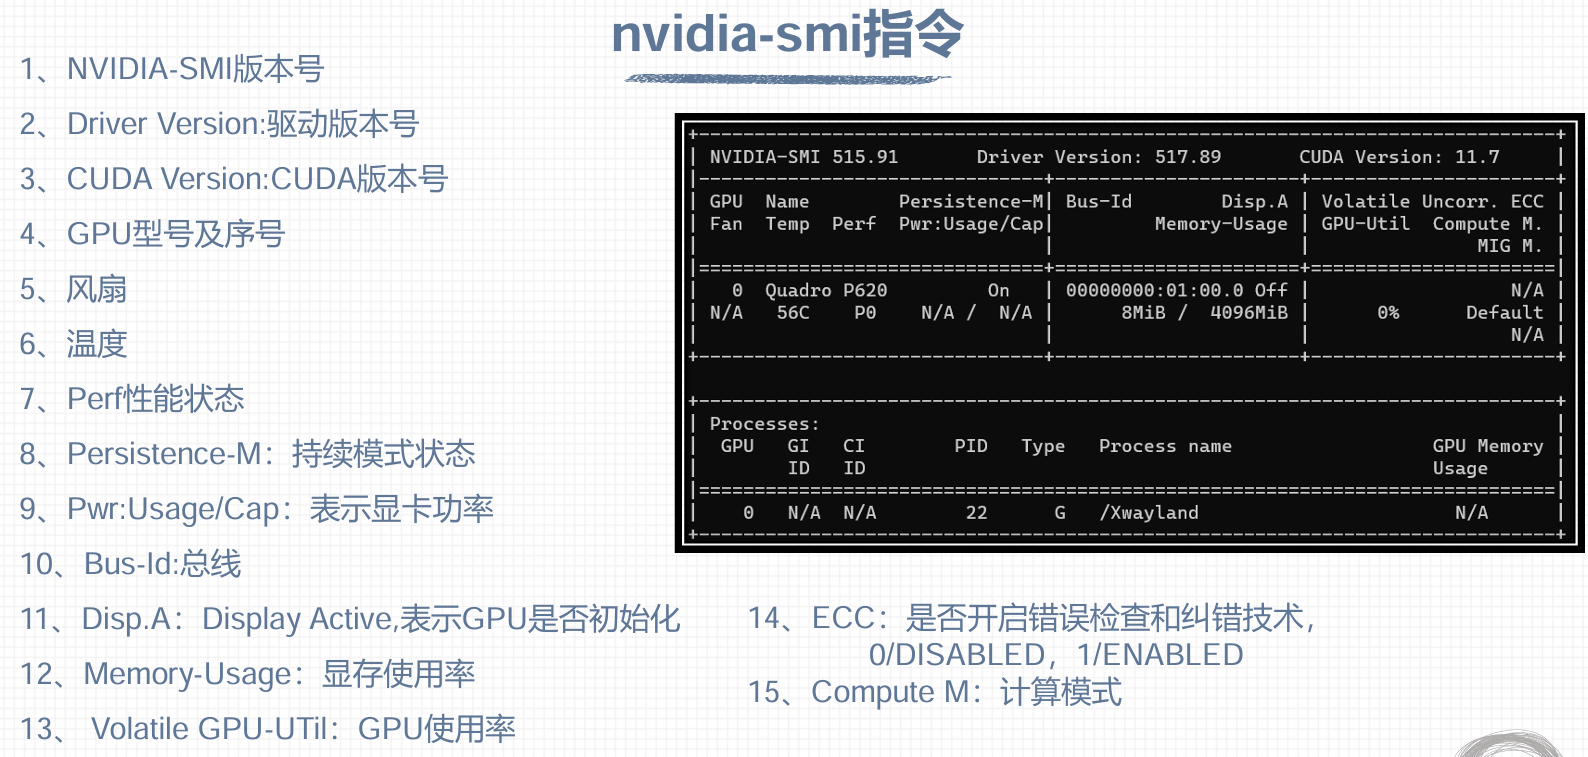 nvidia-smi指令
1、NVIDIA-SMI版本号
2、Driver Version:驱动版本号
3、CUDA Version:CUDA版本号
4、GPU型号及序号
5、风扇
6、温度
7、Perf性能状态
8、Persistence-M：持续模式状态
9、Pwr:Usage/Cap：表示显卡功率
10、Bus-Id:总线
11、Disp.A：Display Active,表示GPU是否初始化
12、Memory-Usage：显存使用率
13、 Volatile GPU-UTil：GPU使用率
+-----------------------------------------------------------------------------+
| NVIDIA-SMI 515.91       Driver Version: 517.89       CUDA Version: 11.7     |
|-------------------------------+----------------------+----------------------+
| GPU  Name        Persistence-M| Bus-Id        Disp.A | Volatile Uncorr. ECC |
| Fan  Temp  Perf  Pwr:Usage/Cap|         Memory-Usage | GPU-Util  Compute M. |
|                               |                      |               MIG M. |
|===============================+======================+======================|
|   0  Quadro P620         On   | 00000000:01:00.0 Off |                  N/A |
| N/A   56C    P0    N/A /  N/A |      8MiB /  4096MiB |      0%      Default |
|                               |                      |                  N/A |
+-------------------------------+----------------------+----------------------+
+-----------------------------------------------------------------------------+
| Processes:                                                                  |
|  GPU   GI   CI        PID   Type   Process name                  GPU Memory |
|        ID   ID                                                   Usage      |
|=============================================================================|
|    0   N/A  N/A        22      G   /Xwayland                       N/A      |
+-----------------------------------------------------------------------------+
14、ECC：是否开启错误检查和纠错技术，
0/DISABLED，1/ENABLED
15、Compute M：计算模式